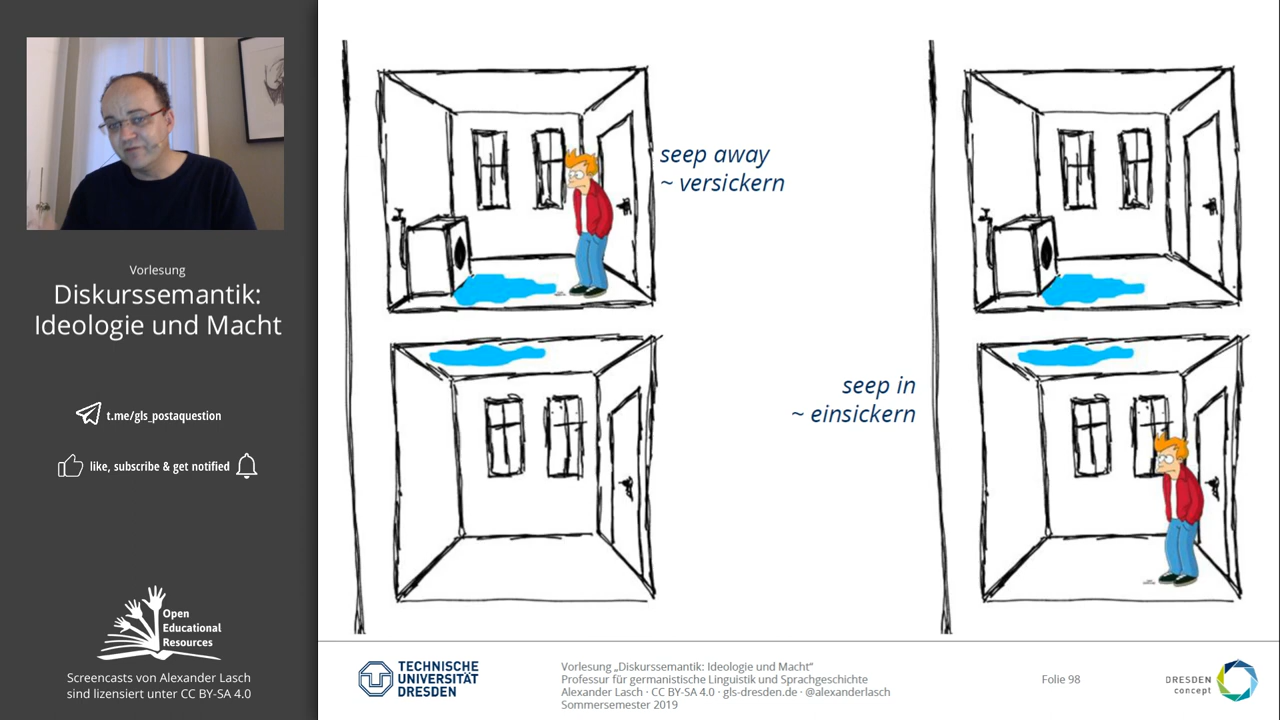 Vorlesung
Diskurssemantik:
Ideologie und Macht
t.me/gls_postaquestion
like, subscribe & get notified
Open
Educational
Resources
Screencasts von Alexander Lasch
sind lizensiert unter CC BY-SA 4.0
seep away
~ versickern
seep in
~ einsickern
TECHNISCHE
UNIVERSITÄT
DRESDEN
Vorlesung „Diskurssemantik: Ideologie und Macht“
Professur für germanistische Linguistik und Sprachgeschichte
Alexander Lasch · CC BY-SA 4.0 · gls-dresden.de · @alexanderlasch
Sommersemester 2019
Folie 98
DRESDEN
concept